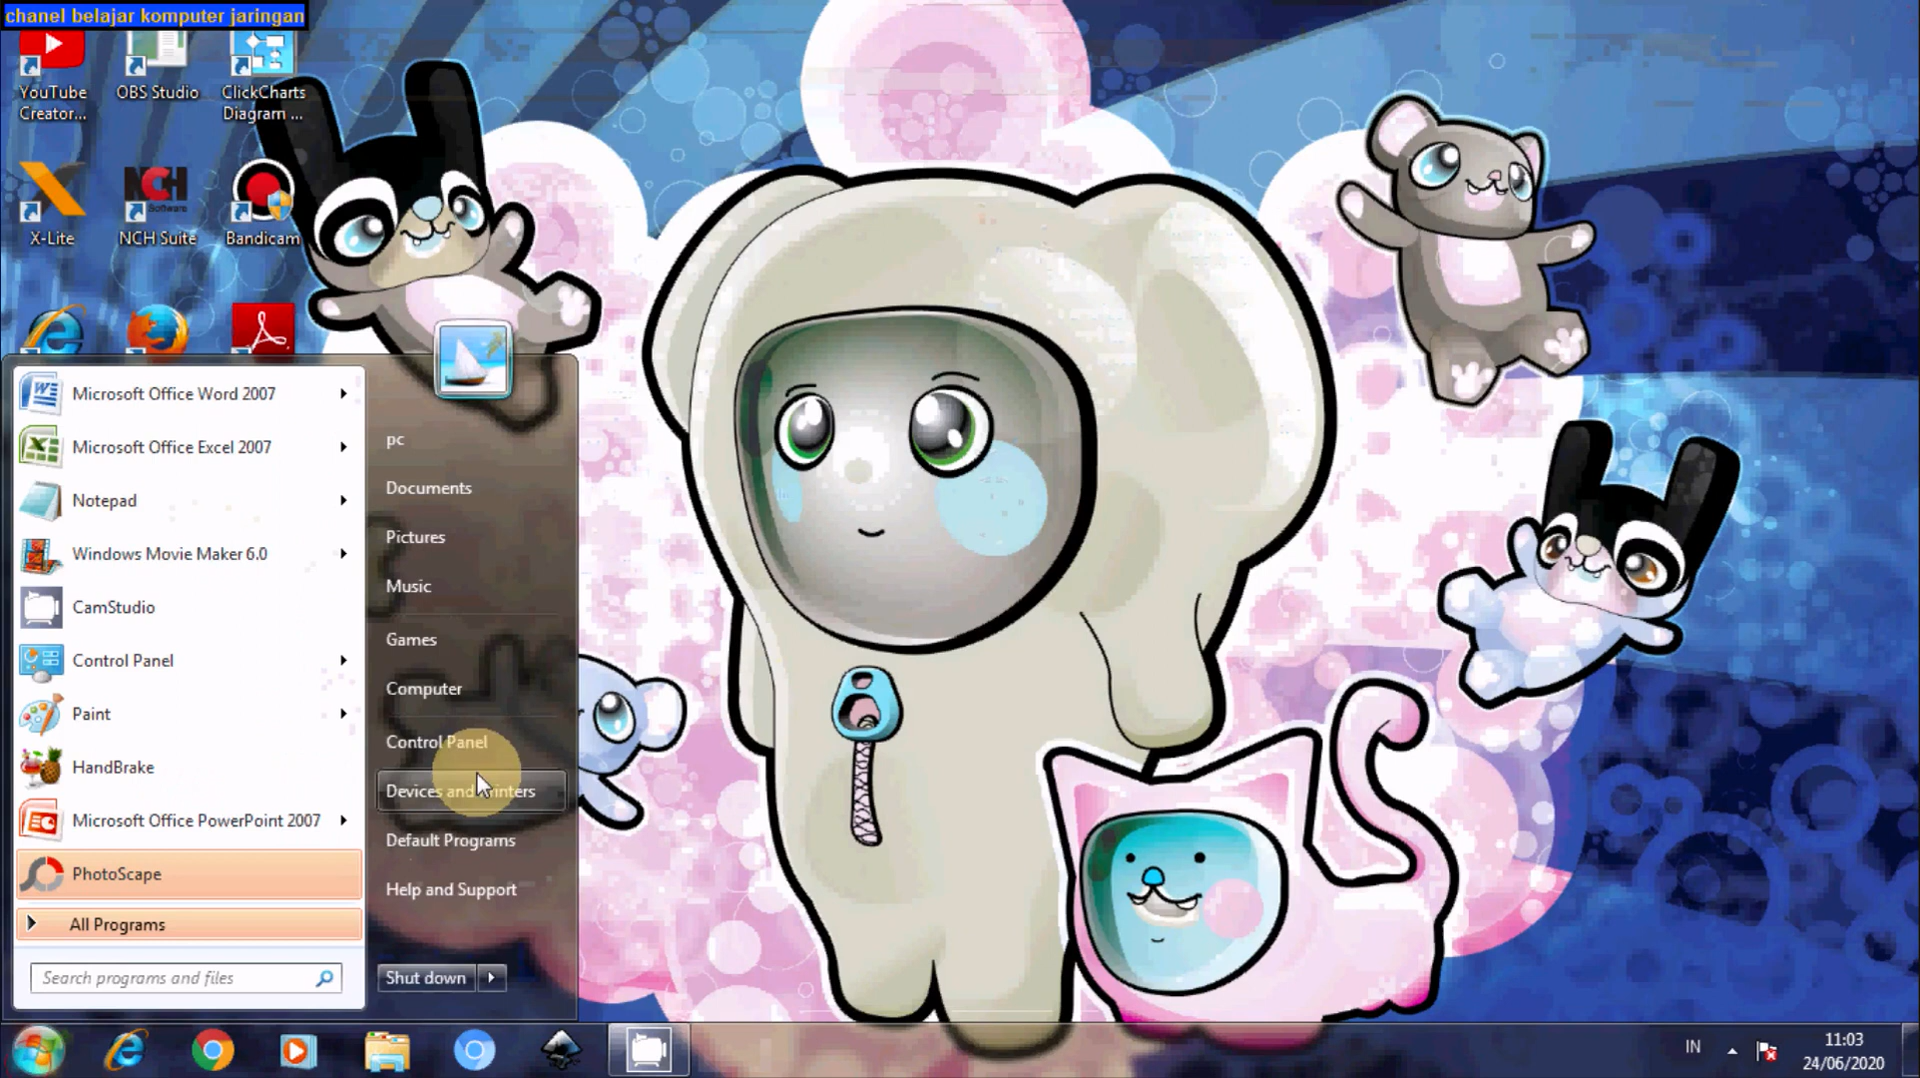 chanel belajar komputer jaringan
YouTube Creator...
OBS Studio
ClickCharts Diagram ...
X-Lite
NCH Software
NCH Suite
Bandicam
Microsoft Office Word 2007
Microsoft Office Excel 2007
Notepad
Windows Movie Maker 6.0
CamStudio
Control Panel
Paint
HandBrake
Microsoft Office PowerPoint 2007
PhotoScape
All Programs
Search programs and files
pc
Documents
Pictures
Music
Games
Computer
Control Panel
Devices and Printers
Default Programs
Help and Support
Shut down
IN
11:03
24/06/2020